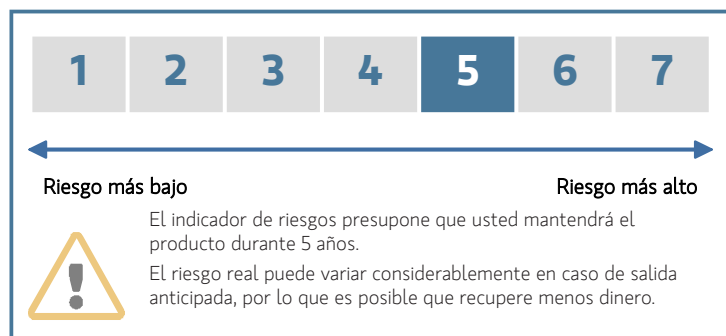 1 2 3 4 5 6 7
Riesgo más bajo Riesgo más alto
El indicador de riesgos presupone que usted mantendrá el
producto durante 5 años.
El riesgo real puede variar considerablemente en caso de salida
anticipada, por lo que es posible que recupere menos dinero.